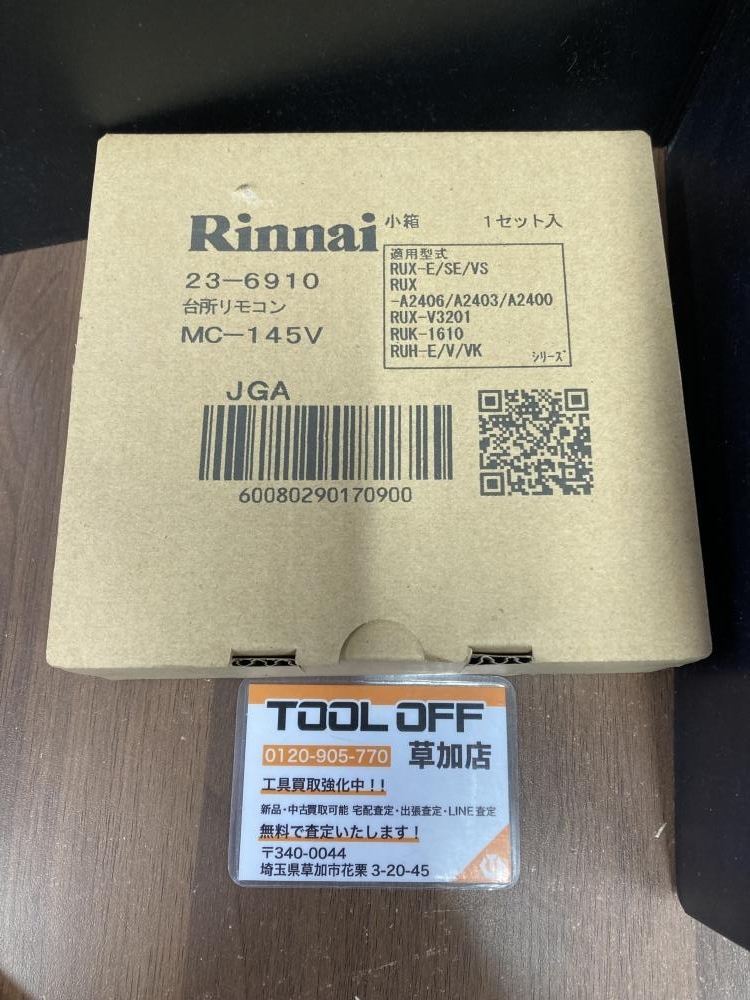 Rinnai
小箱 1セット入
23-6910
台所リモコン
MC-145V
適用型式
RUX-E/SE/VS
RUX
-A2406/A2403/A2400
RUX-V3201
RUK-1610
RUH-E/V/VK シリーズ
JGA
60080290170900
TOOL OFF
0120-905-770 草加店
工具買取強化中!!
新品・中古買取可能 宅配査定・出張査定・LINE査定
無料で査定いたします!
〒340-0044
埼玉県草加市花栗 3-20-45